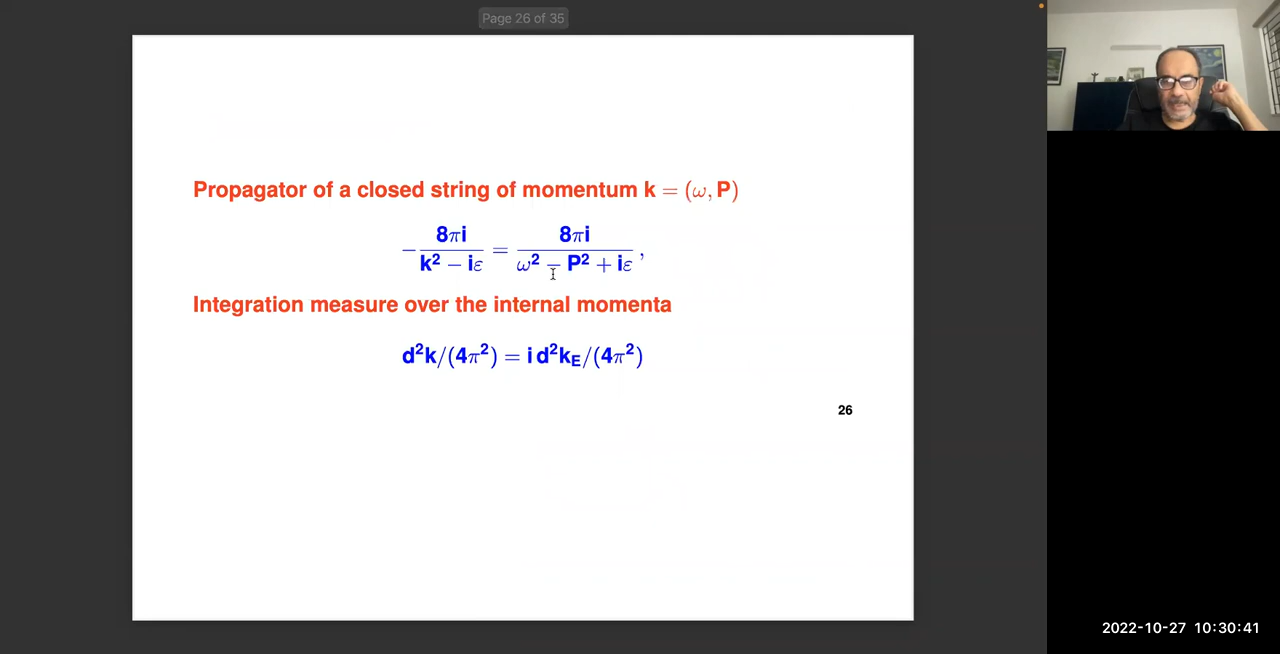 Page 26 of 35
Propagator of a closed string of momentum k = (ω, P)
− 8πi / (k² − iε) = 8πi / (ω² − P² + iε) ,
Integration measure over the internal momenta
d²k/(4π²) = i d²k_E/(4π²)
26
2022-10-27 10:30:41